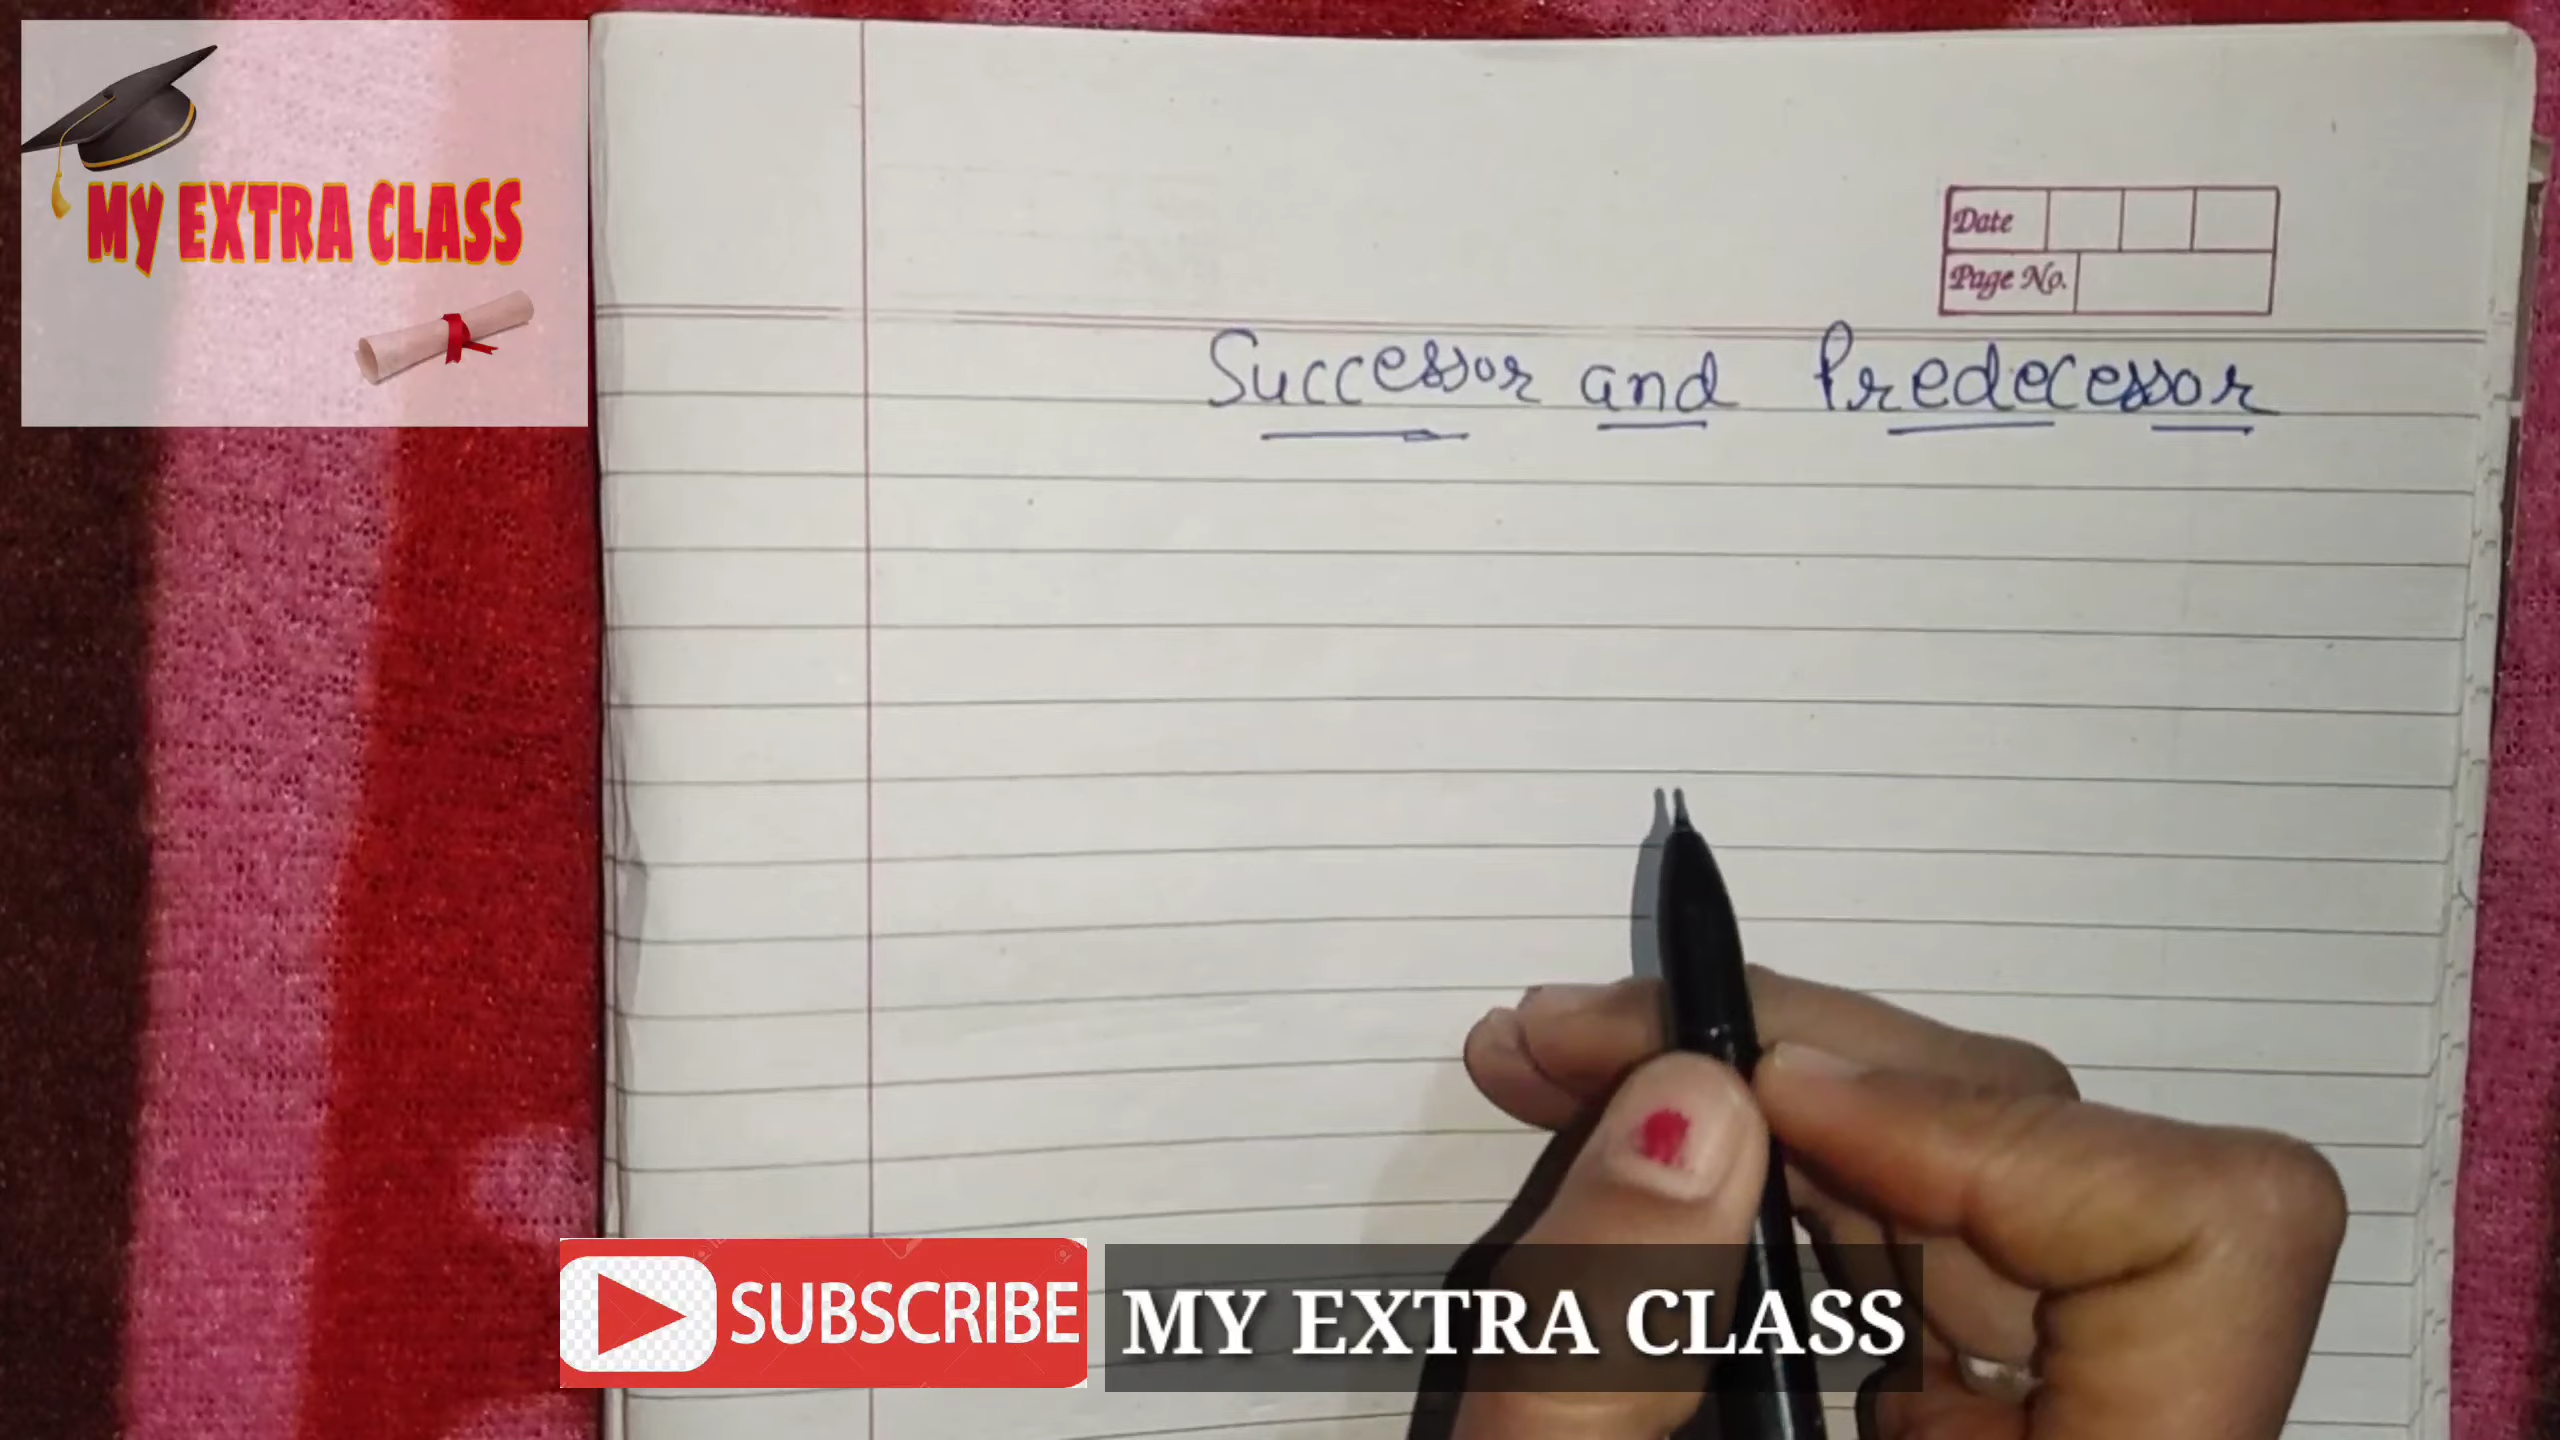 MY EXTRA CLASS
Date
Page No.
Successor and Predecessor
SUBSCRIBE
MY EXTRA CLASS